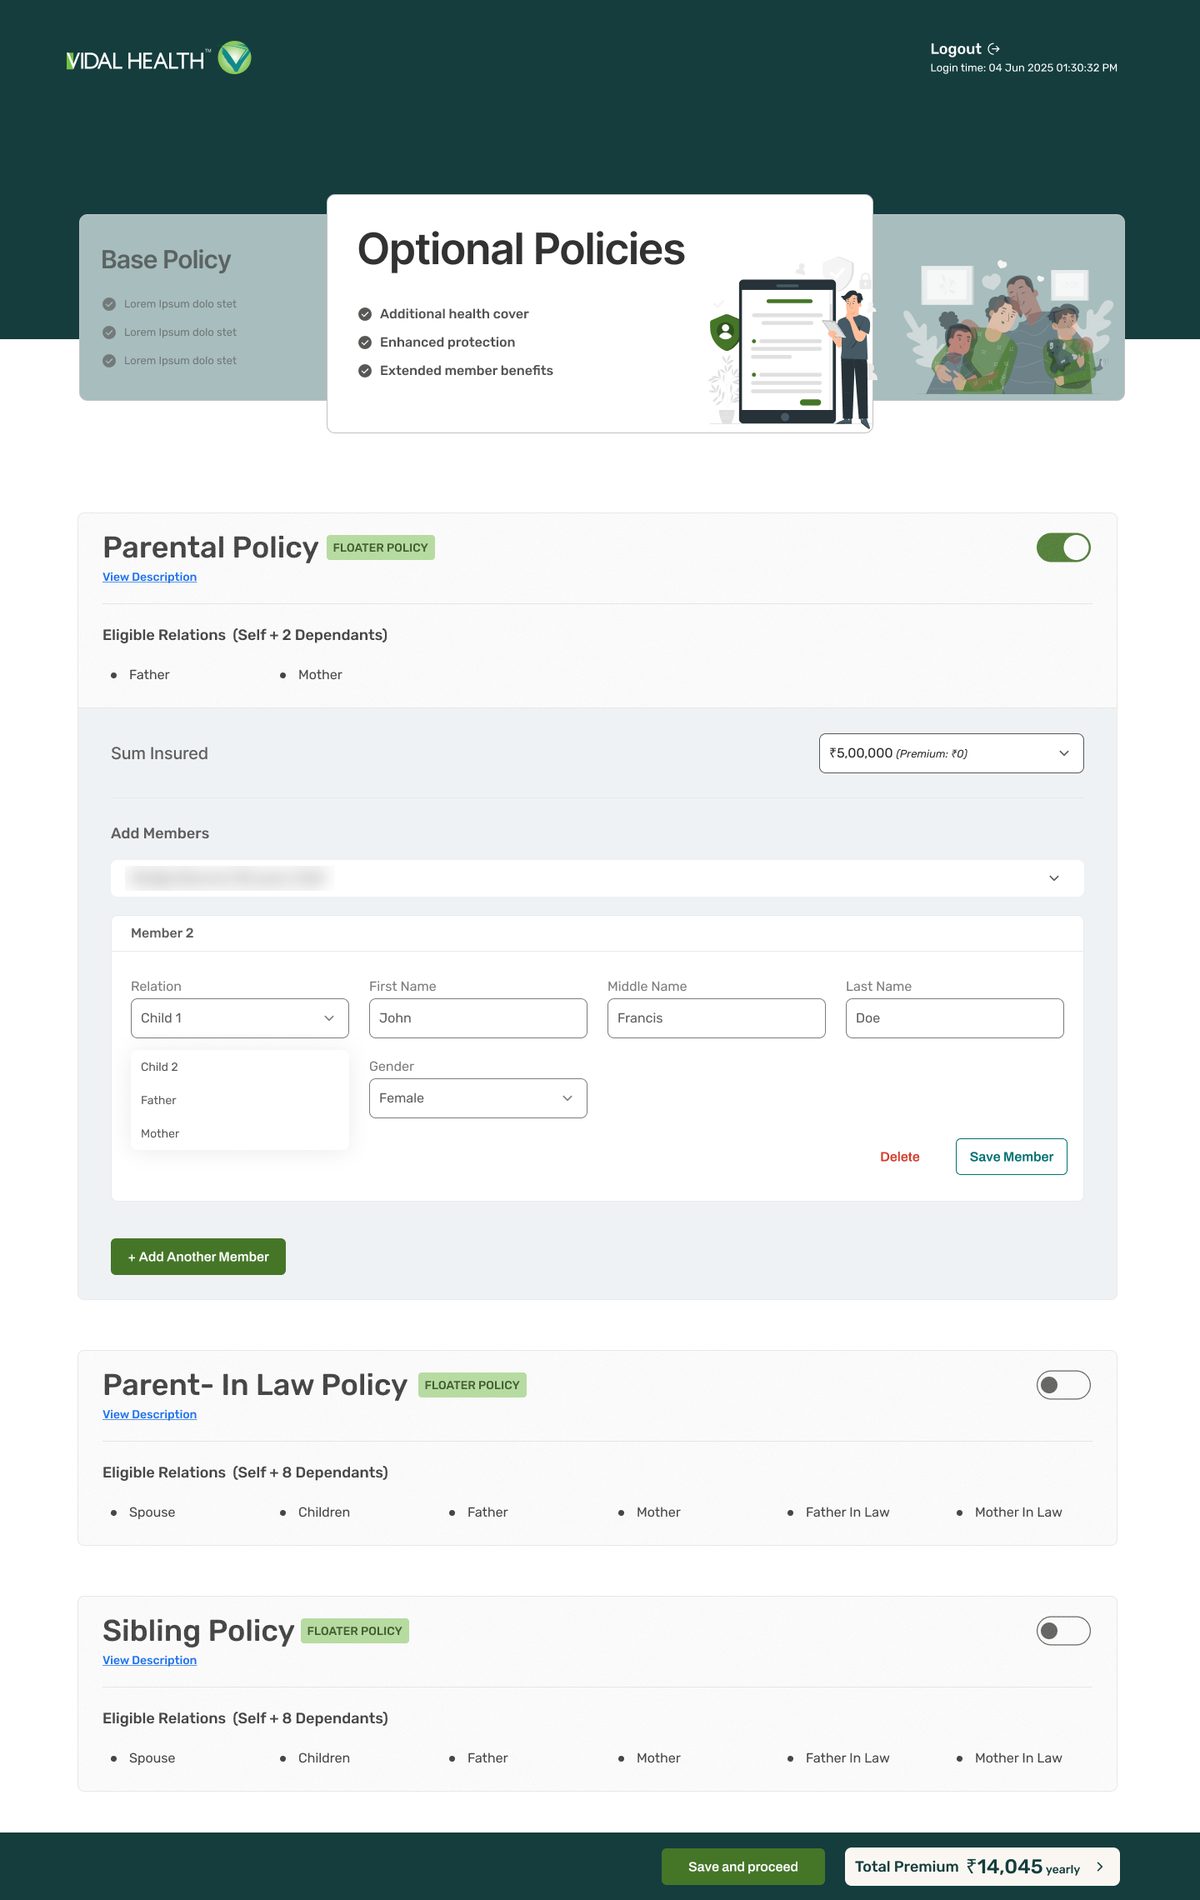 VIDAL HEALTH™
Logout
Login time: 04 Jun 2025 01:30:32 PM
Base Policy
Lorem Ipsum dolo stet
Lorem Ipsum dolo stet
Lorem Ipsum dolo stet
Optional Policies
Additional health cover
Enhanced protection
Extended member benefits
Parental Policy FLOATER POLICY
View Description
Eligible Relations (Self + 2 Dependants)
Father Mother
Sum Insured ₹5,00,000 (Premium: ₹0)
Add Members
Member 2
Relation First Name Middle Name Last Name
Child 1 John Francis Doe
Child 2 Gender
Father Female
Mother
Delete Save Member
+ Add Another Member
Parent- In Law Policy FLOATER POLICY
View Description
Eligible Relations (Self + 8 Dependants)
Spouse Children Father Mother Father In Law Mother In Law
Sibling Policy FLOATER POLICY
View Description
Eligible Relations (Self + 8 Dependants)
Spouse Children Father Mother Father In Law Mother In Law
Save and proceed Total Premium ₹14,045 yearly